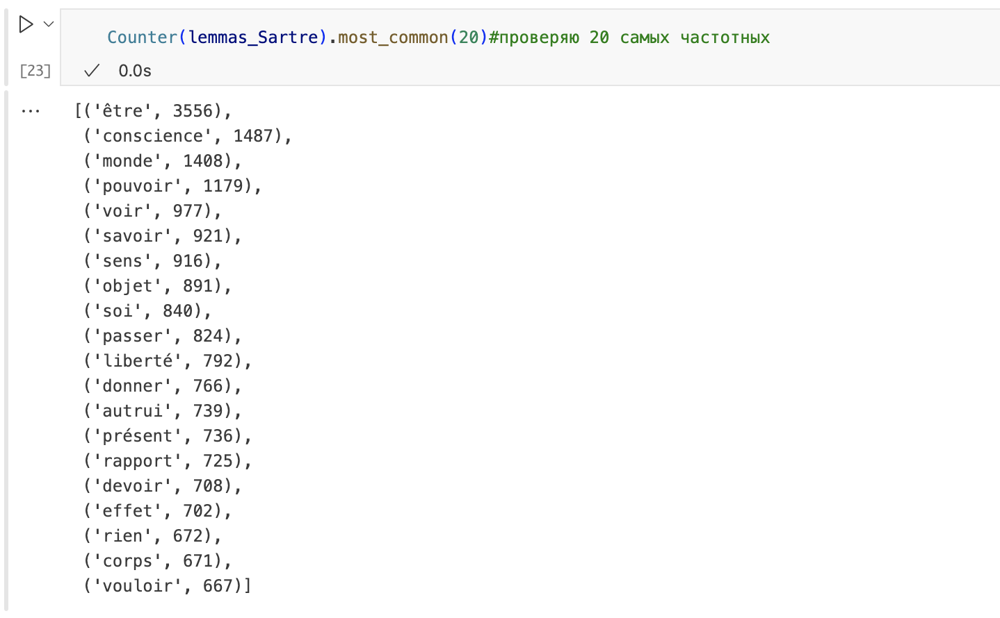 Counter(lemmas_Sartre).most_common(20)#проверяю 20 самых частотных
[23]
0.0s
... [('être', 3556),
('conscience', 1487),
('monde', 1408),
('pouvoir', 1179),
('voir', 977),
('savoir', 921),
('sens', 916),
('objet', 891),
('soi', 840),
('passer', 824),
('liberté', 792),
('donner', 766),
('autrui', 739),
('présent', 736),
('rapport', 725),
('devoir', 708),
('effet', 702),
('rien', 672),
('corps', 671),
('vouloir', 667)]